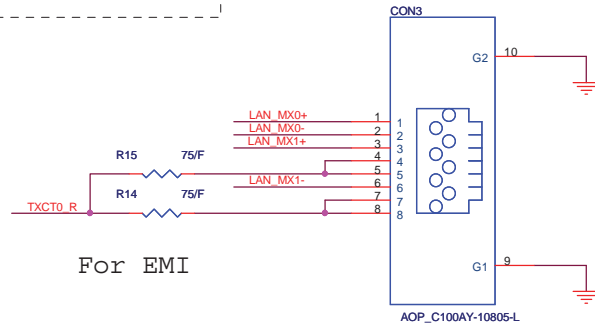 CON3
G2 10
LAN_MX0+ 1 1
LAN_MX0- 2 2
LAN_MX1+ 3 3
R15 75/F 4 4
5 5
LAN_MX1- 6 6
R14 75/F 7 7
TXCT0_R 8 8
For EMI
G1 9
AOP_C100AY-10805-L